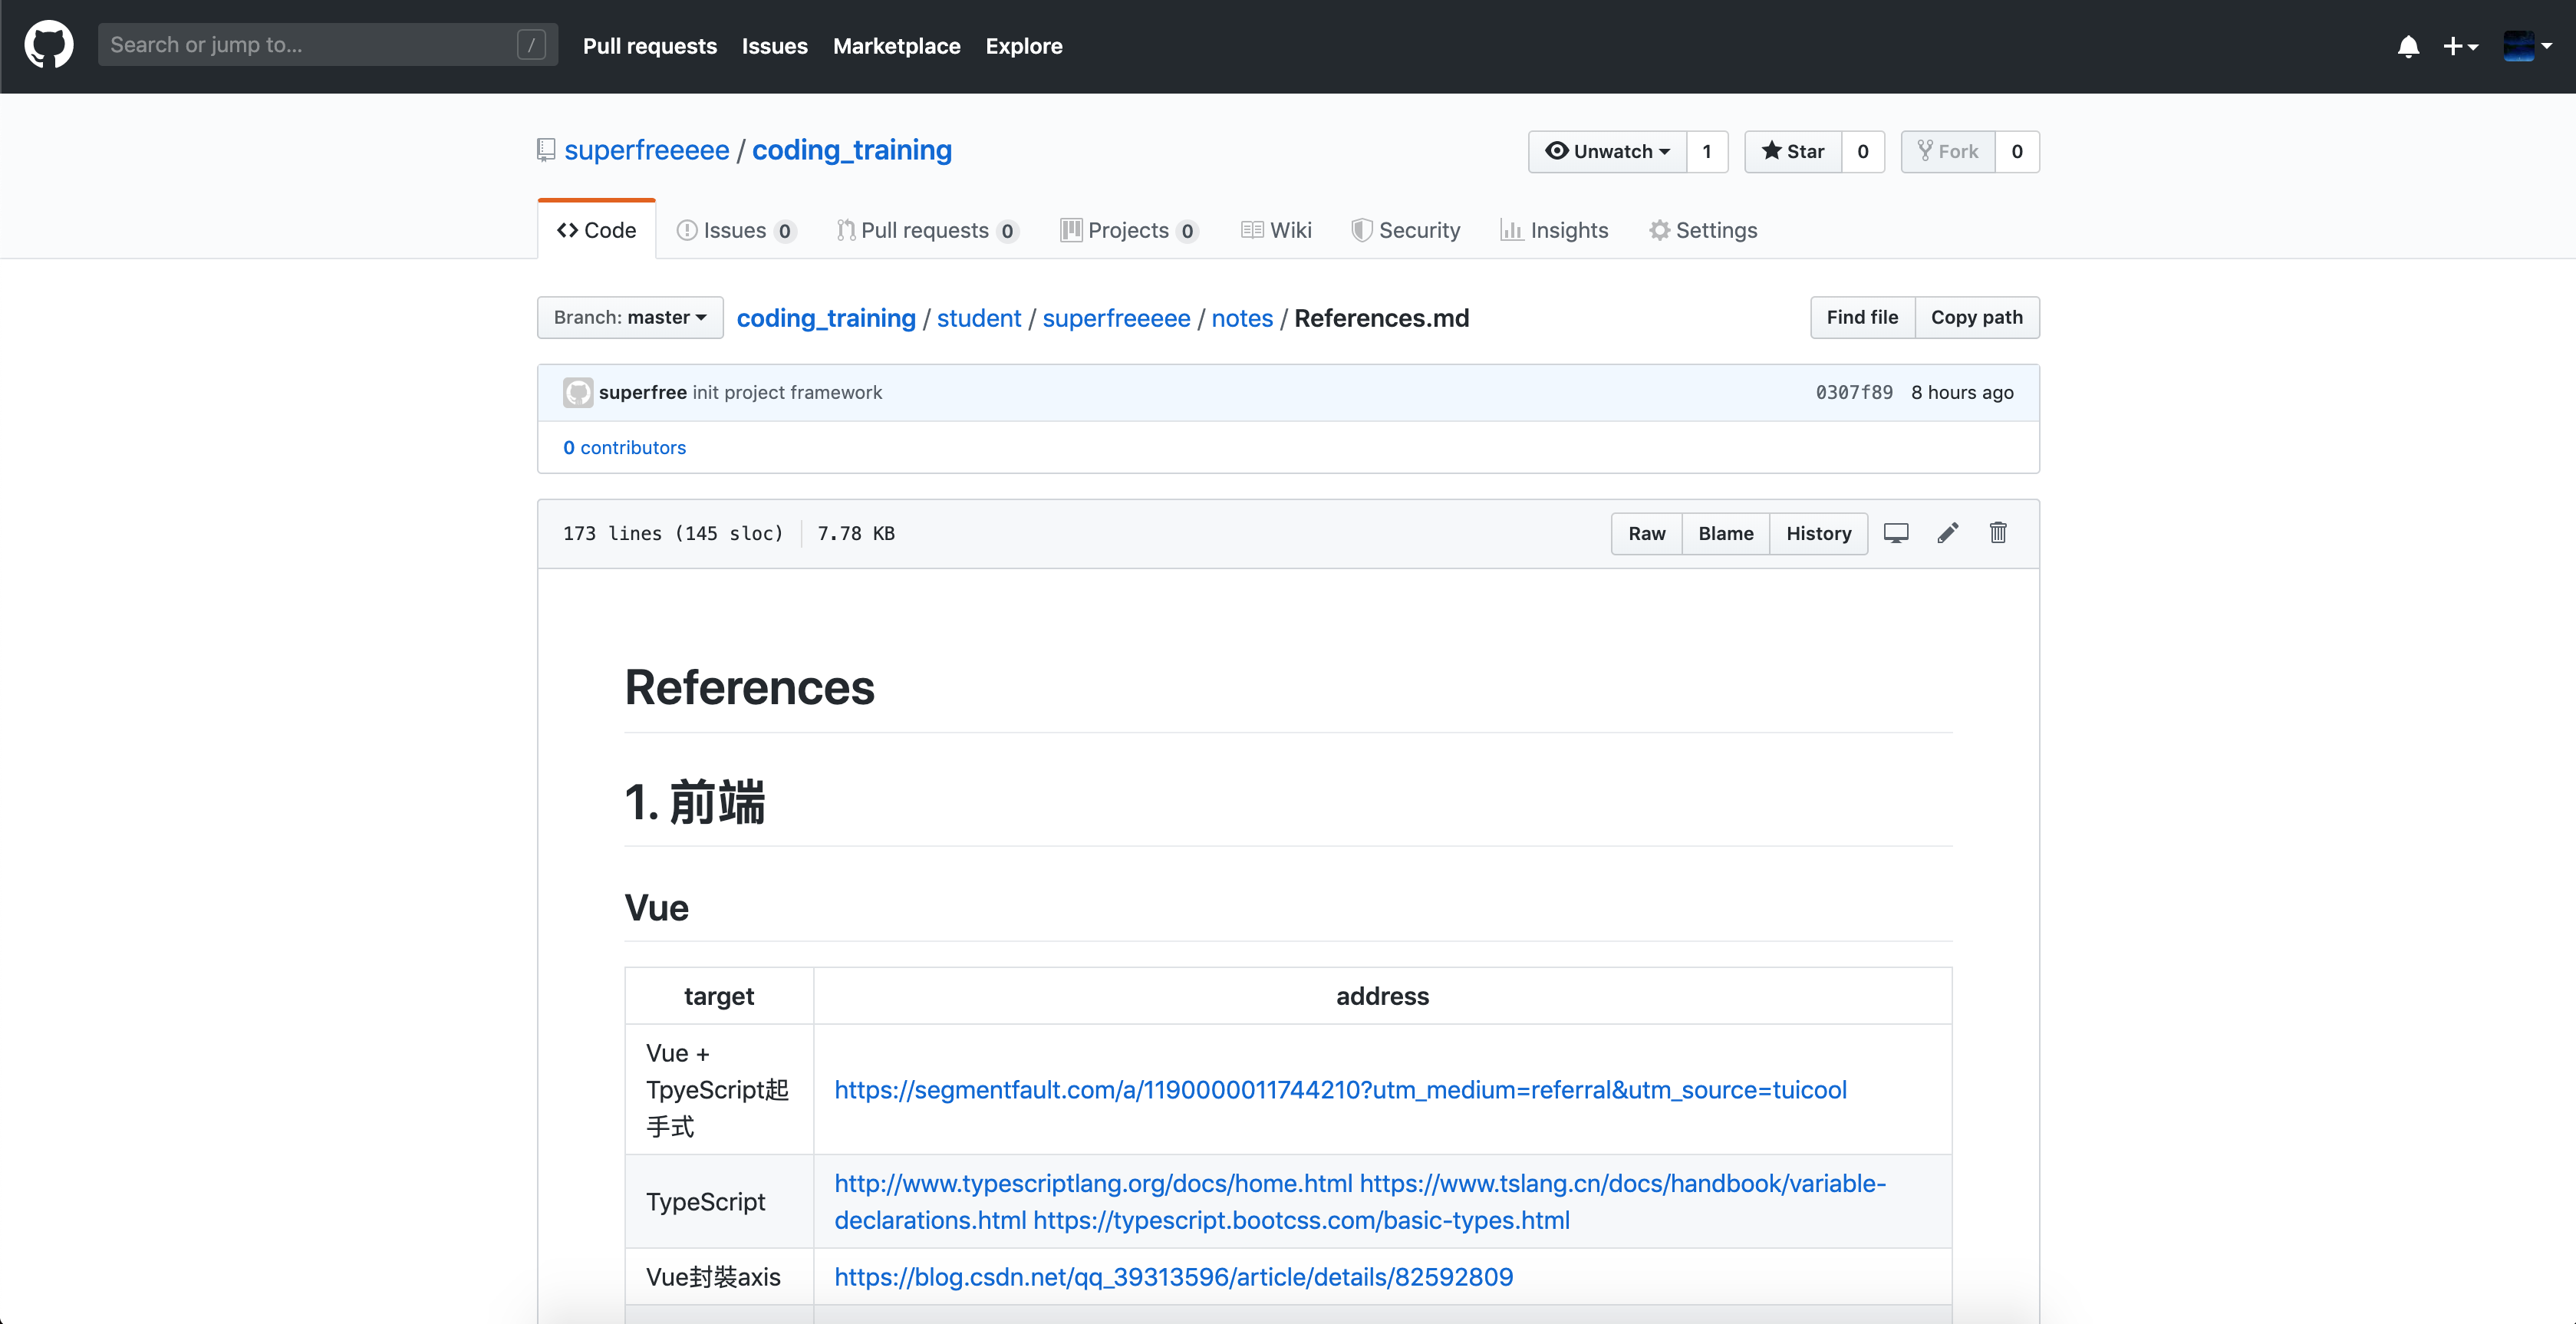 Search or jump to... /
Pull requests Issues Marketplace Explore
superfreeeee / coding_training
Unwatch 1 Star 0 Fork 0
Code Issues 0 Pull requests 0 Projects 0 Wiki Security Insights Settings
Branch: master coding_training / student / superfreeeee / notes / References.md
Find file Copy path
superfree init project framework 0307f89 8 hours ago
0 contributors
173 lines (145 sloc) 7.78 KB
Raw Blame History
References
1. 前端
Vue
target address
Vue +
TpyeScript起
手式
https://segmentfault.com/a/1190000011744210?utm_medium=referral&utm_source=tuicool
TypeScript
http://www.typescriptlang.org/docs/home.html https://www.tslang.cn/docs/handbook/variable-
declarations.html https://typescript.bootcss.com/basic-types.html
Vue封裝axis https://blog.csdn.net/qq_39313596/article/details/82592809